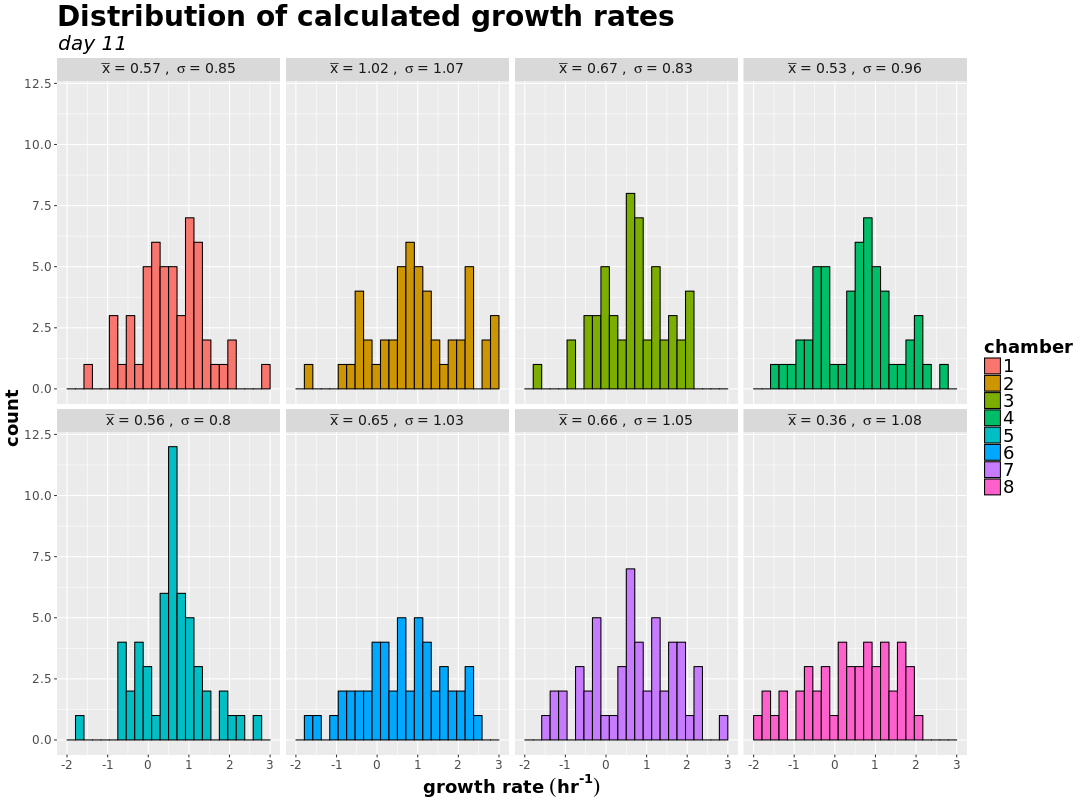 Distribution of calculated growth rates
day 11
x̅ = 0.57 , σ = 0.85
x̅ = 1.02 , σ = 1.07
x̅ = 0.67 , σ = 0.83
x̅ = 0.53 , σ = 0.96
12.5
10.0
7.5
5.0
2.5
0.0
x̅ = 0.56 , σ = 0.8
x̅ = 0.65 , σ = 1.03
x̅ = 0.66 , σ = 1.05
x̅ = 0.36 , σ = 1.08
12.5
10.0
7.5
5.0
2.5
0.0
-2 -1 0 1 2 3
-2 -1 0 1 2 3
-2 -1 0 1 2 3
-2 -1 0 1 2 3
growth rate (hr⁻¹)
count
chamber
1
2
3
4
5
6
7
8